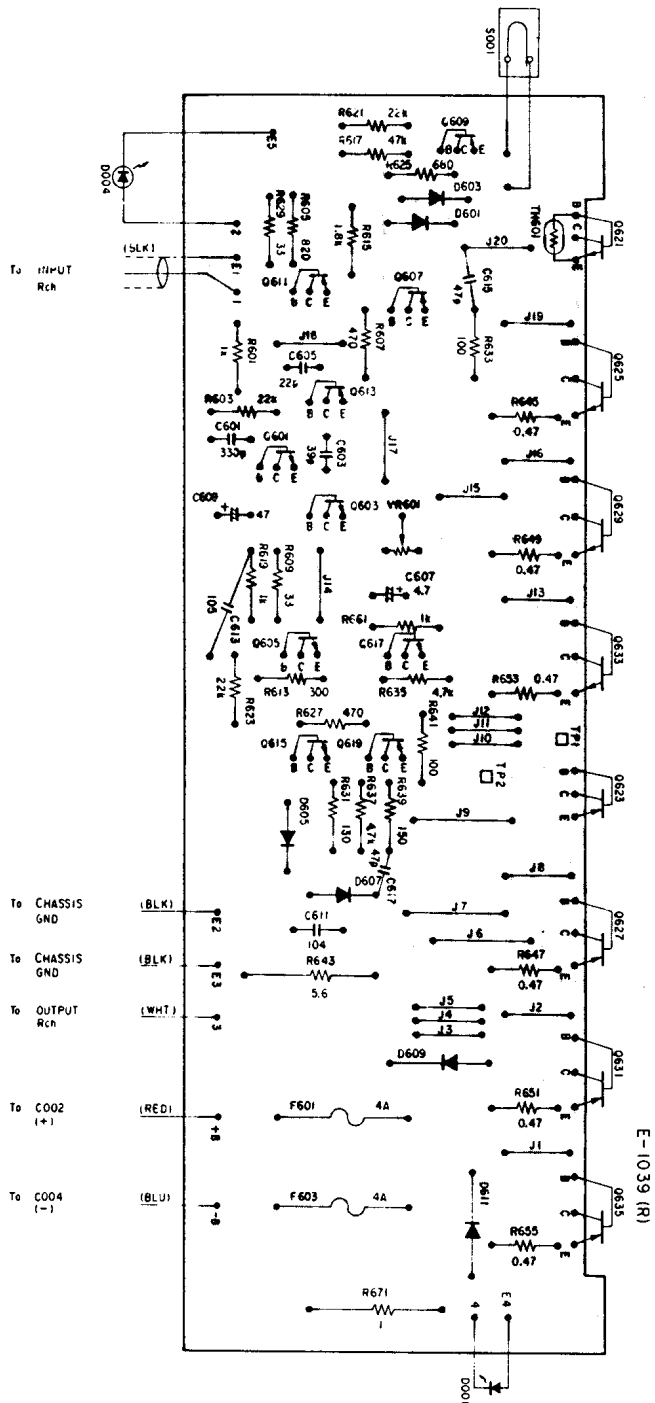 S001
R621 22k
R617 47k
Q609
B C E
R625 680
E5
D004
D603
D601
TH601
B
C
E
Q621
R629
33
R605
820
R615
1.8k
2
(SLK)
To INPUT
Rch
E1
1
J20
Q611
B C E
Q607
B C E
C615
47p
J19
R601
1k
J18
R607
470
R633
100
C605
22p
B
C
E
Q625
R603 22k
Q613
B C E
R645
0.47
C601
330p
Q601
B C E
C603
39p
J17
J16
J15
C609
47
Q603
B C E
VR601
B
C
E
Q629
R649
0.47
R619
1k
R609
33
J14
C607
4.7
J13
C613
105
R661 1k
Q605
B C E
Q617
B C E
B
C
E
Q633
R623
22k
R613 300
R635 4.7k
R653 0.47
R627 470
R641
100
J12
J11
J10
TP1
Q615
B C E
Q619
B C E
TP2
B
C
E
Q623
D605
R631
130
R637
4.7k
R639
150
J9
C617
47p
D607
J8
To CHASSIS
GND
(BLK)
E2
C611
104
J7
J6
B
C
E
Q627
To CHASSIS
GND
(BLK)
E3
R643
5.6
R647
0.47
To OUTPUT
Rch
(WHT)
3
J5
J4
J3
J2
D609
B
C
E
Q631
R651
0.47
To C002
(+)
(RED)
+B
F601 4A
J1
To C004
(-)
(BLU)
-B
F603 4A
D611
B
C
E
Q635
R655
0.47
E-1039 (R)
R671
1
4
E4
D001